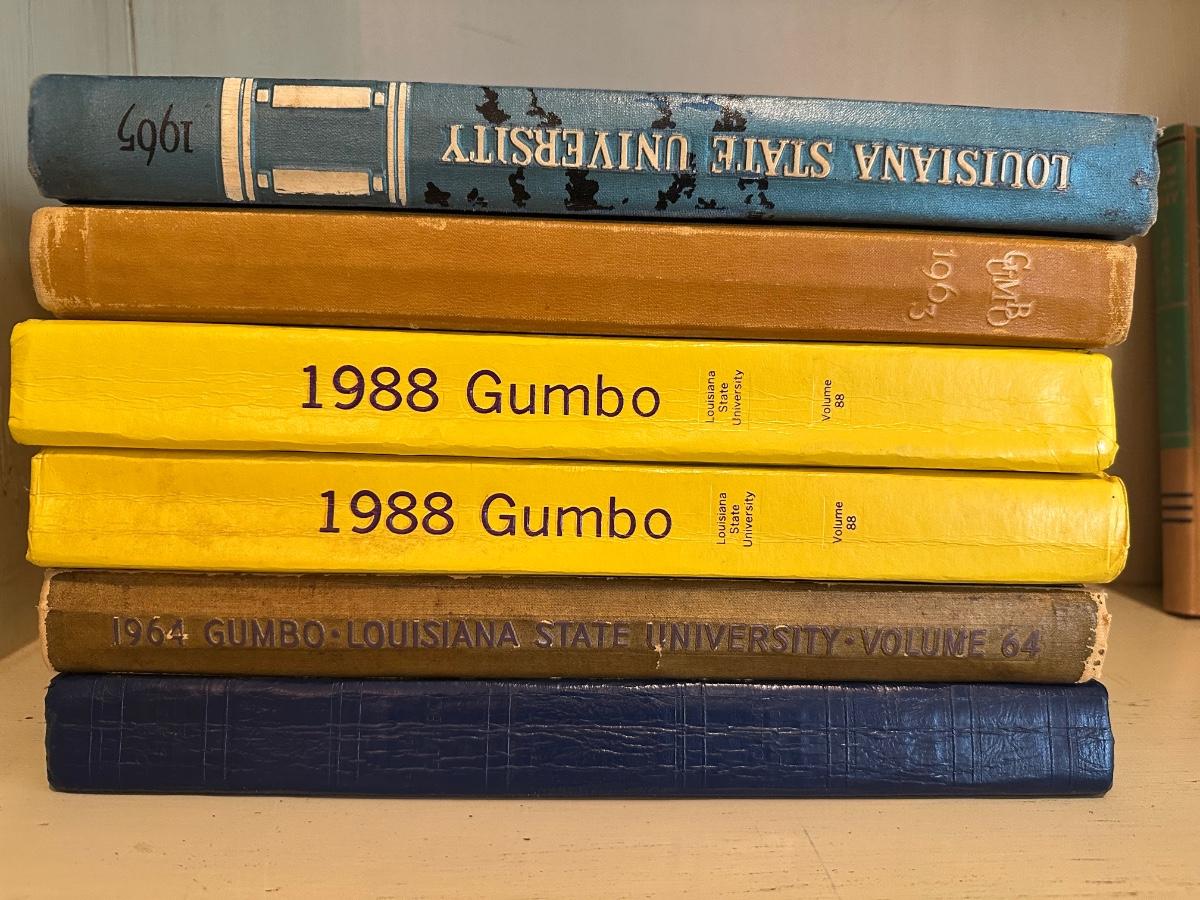 LOUISIANA STATE UNIVERSITY 1965
GUMBO
1963
1988 Gumbo
Louisiana
State
University
Volume
88
1988 Gumbo
Louisiana
State
University
Volume
88
1964 GUMBO·LOUISIANA STATE UNIVERSITY·VOLUME 64